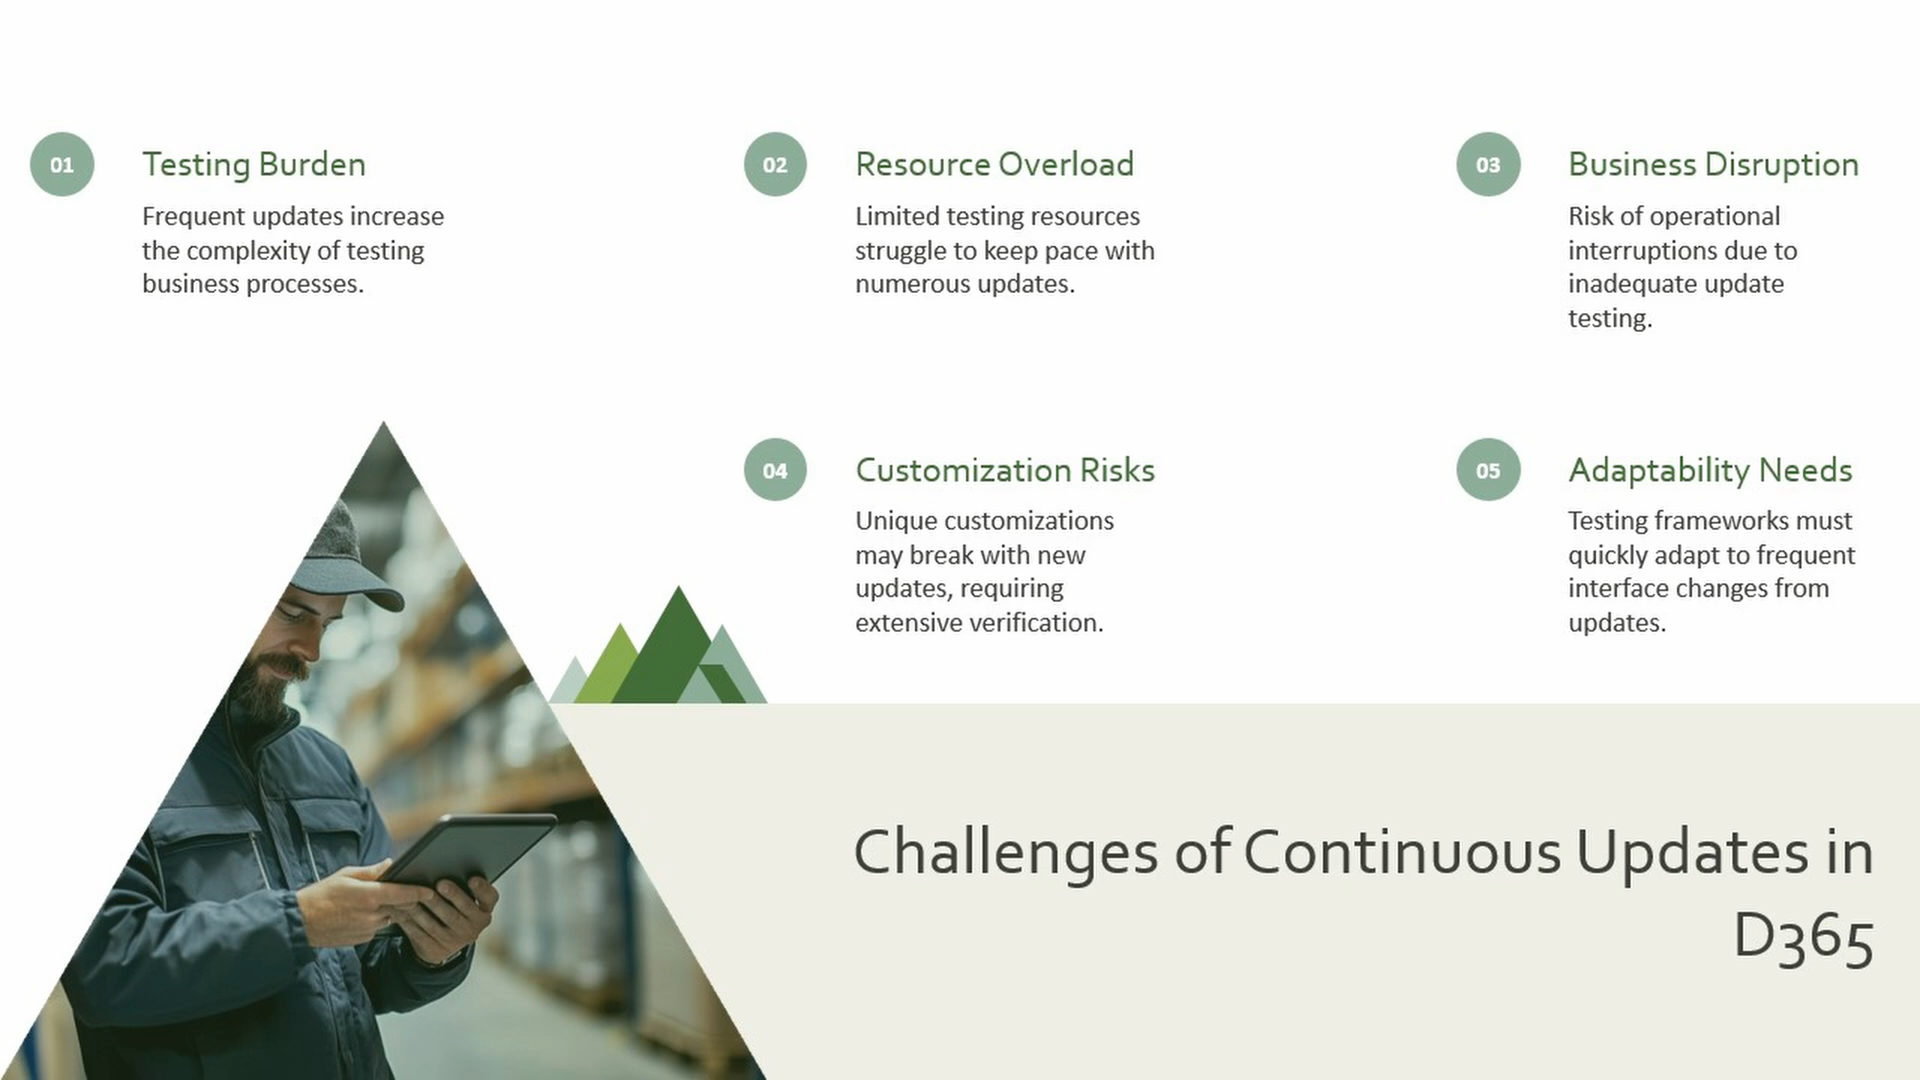 01
Testing Burden
Frequent updates increase
the complexity of testing
business processes.
02
Resource Overload
Limited testing resources
struggle to keep pace with
numerous updates.
03
Business Disruption
Risk of operational
interruptions due to
inadequate update
testing.
04
Customization Risks
Unique customizations
may break with new
updates, requiring
extensive verification.
05
Adaptability Needs
Testing frameworks must
quickly adapt to frequent
interface changes from
updates.
Challenges of Continuous Updates in
D365